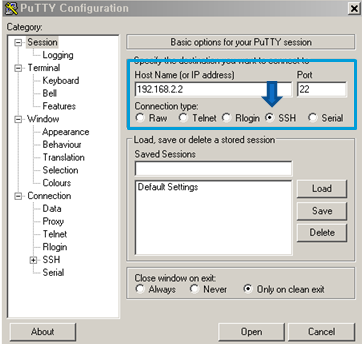 PuTTY Configuration
Category:
Session
Logging
Terminal
Keyboard
Bell
Features
Window
Appearance
Behaviour
Translation
Selection
Colours
Connection
Data
Proxy
Telnet
Rlogin
SSH
Serial
Basic options for your PuTTY session
Specify the destination you want to connect to
Host Name (or IP address) Port
192.168.2.2 22
Connection type:
Raw Telnet Rlogin SSH Serial
Load, save or delete a stored session
Saved Sessions
Default Settings
Load
Save
Delete
Close window on exit:
Always Never Only on clean exit
About Open Cancel